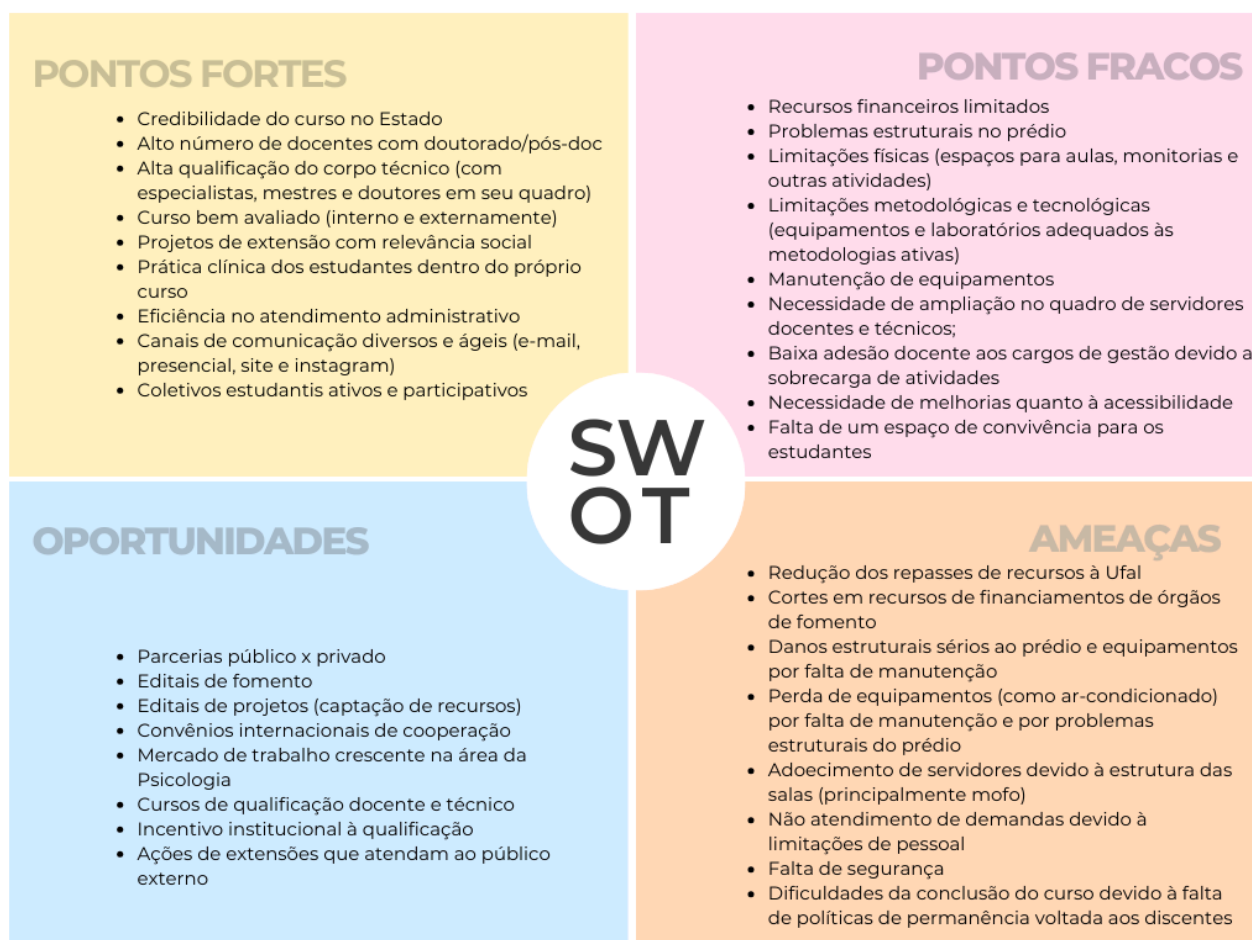 PONTOS FORTES
• Credibilidade do curso no Estado
• Alto número de docentes com doutorado/pós-doc
• Alta qualificação do corpo técnico (com
especialistas, mestres e doutores em seu quadro)
• Curso bem avaliado (interno e externamente)
• Projetos de extensão com relevância social
• Prática clínica dos estudantes dentro do próprio
curso
• Eficiência no atendimento administrativo
• Canais de comunicação diversos e ágeis (e-mail,
presencial, site e instagram)
• Coletivos estudantis ativos e participativos
PONTOS FRACOS
• Recursos financeiros limitados
• Problemas estruturais no prédio
• Limitações físicas (espaços para aulas, monitorias e
outras atividades)
• Limitações metodológicas e tecnológicas
(equipamentos e laboratórios adequados às
metodologias ativas)
• Manutenção de equipamentos
• Necessidade de ampliação no quadro de servidores
docentes e técnicos;
• Baixa adesão docente aos cargos de gestão devido a
sobrecarga de atividades
• Necessidade de melhorias quanto à acessibilidade
• Falta de um espaço de convivência para os
estudantes
SW
OT
OPORTUNIDADES
• Parcerias público x privado
• Editais de fomento
• Editais de projetos (captação de recursos)
• Convênios internacionais de cooperação
• Mercado de trabalho crescente na área da
Psicologia
• Cursos de qualificação docente e técnico
• Incentivo institucional à qualificação
• Ações de extensões que atendam ao público
externo
AMEAÇAS
• Redução dos repasses de recursos à Ufal
• Cortes em recursos de financiamentos de órgãos
de fomento
• Danos estruturais sérios ao prédio e equipamentos
por falta de manutenção
• Perda de equipamentos (como ar-condicionado)
por falta de manutenção e por problemas
estruturais do prédio
• Adoecimento de servidores devido à estrutura das
salas (principalmente mofo)
• Não atendimento de demandas devido à
limitações de pessoal
• Falta de segurança
• Dificuldades da conclusão do curso devido à falta
de políticas de permanência voltada aos discentes